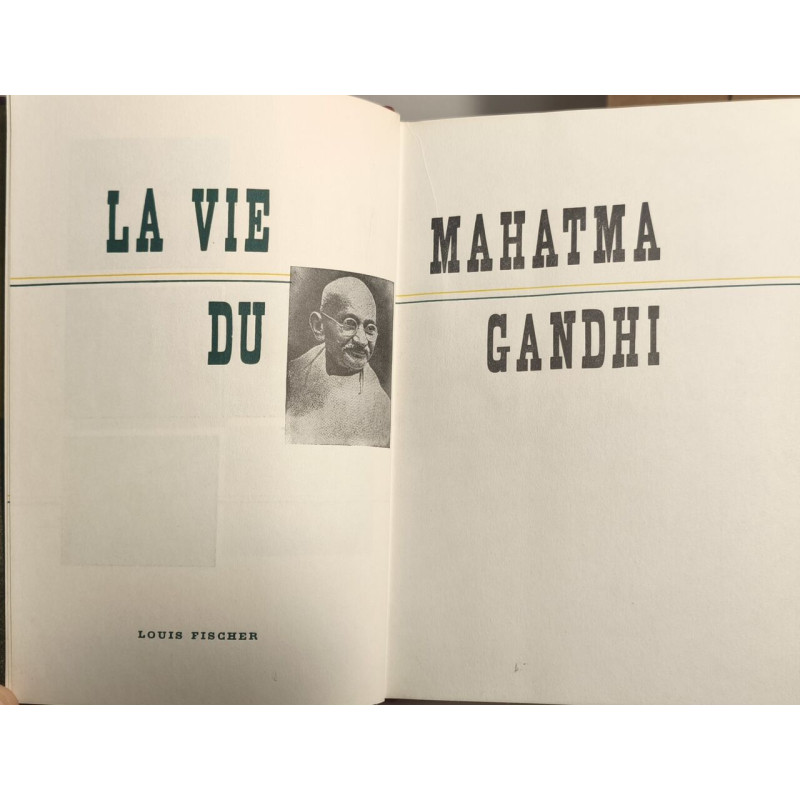 LA VIE
DU
MAHATMA
GANDHI
LOUIS FISCHER